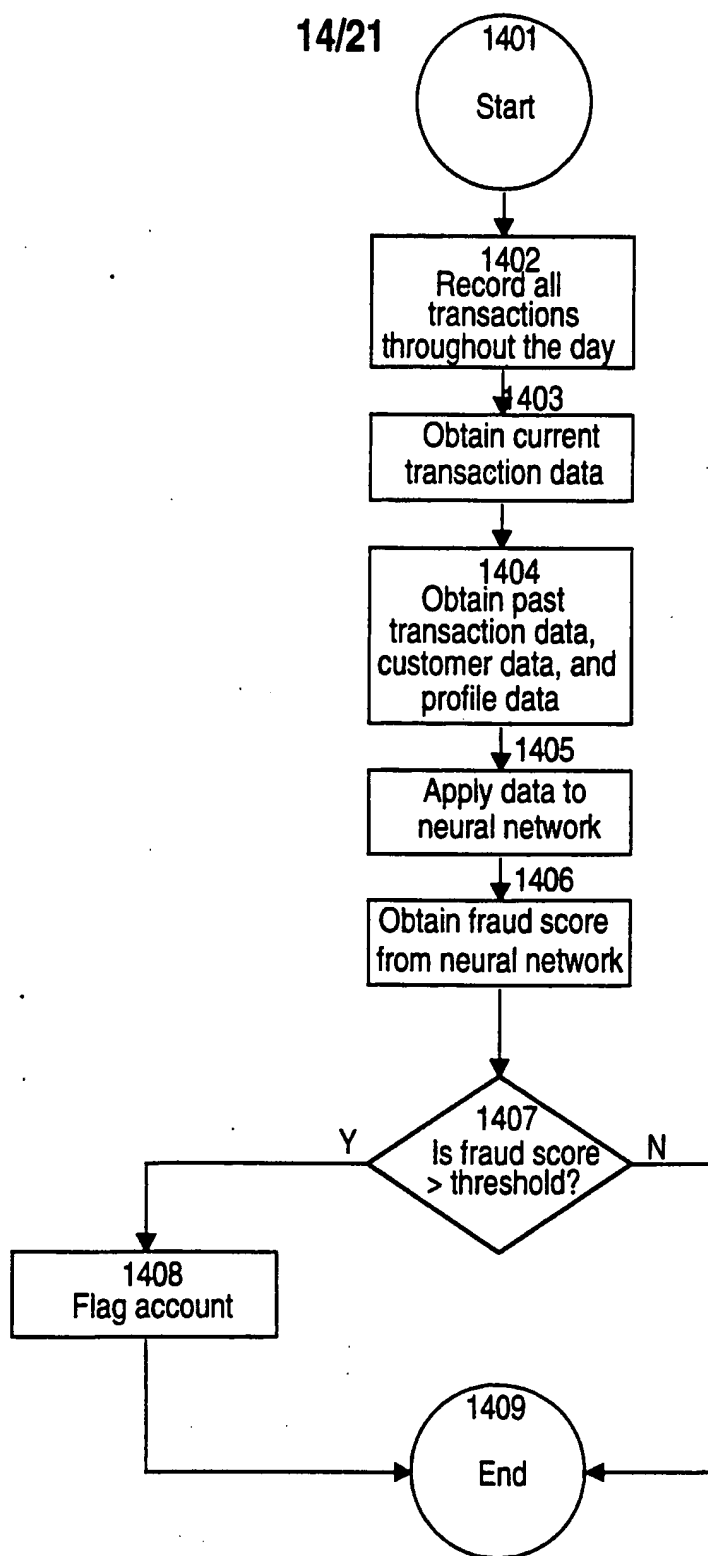 14/21
1401
Start
1402
Record all
transactions
throughout the day
1403
Obtain current
transaction data
1404
Obtain past
transaction data,
customer data, and
profile data
1405
Apply data to
neural network
1406
Obtain fraud score
from neural network
1407
Is fraud score
> threshold?
Y
N
1408
Flag account
1409
End